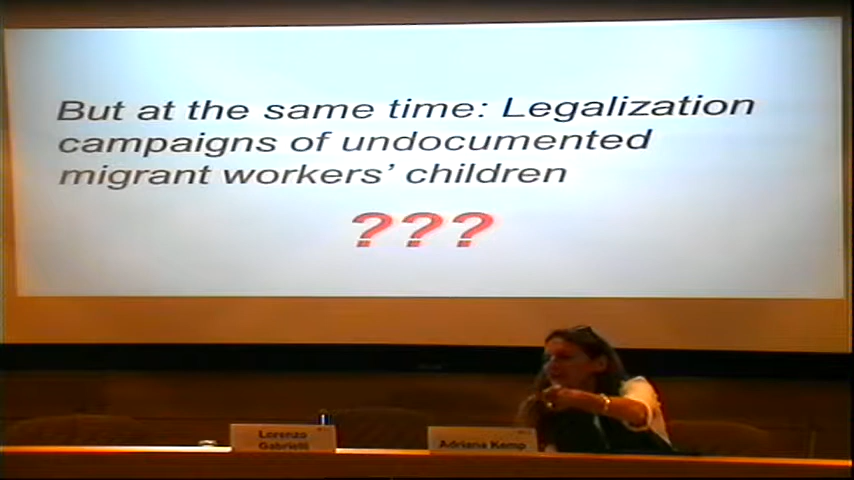 But at the same time: Legalization
campaigns of undocumented
migrant workers’ children
???
Lorenzo
Gabrielli
Adriana Kemp